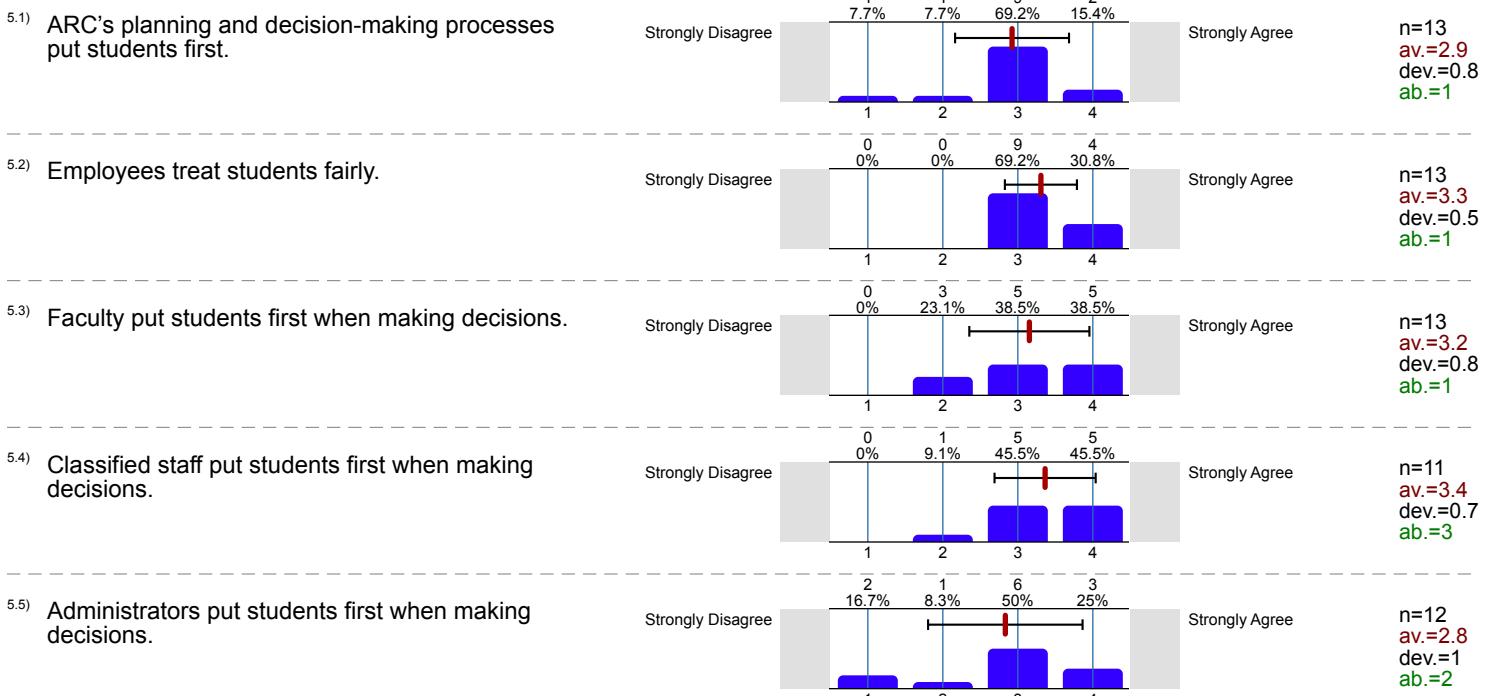 7.7% 7.7% 69.2% 15.4%
5.1) ARC's planning and decision-making processes
put students first.
Strongly Disagree
Strongly Agree
n=13
av.=2.9
dev.=0.8
ab.=1
1 2 3 4
0 0 9 4
0% 0% 69.2% 30.8%
5.2) Employees treat students fairly.
Strongly Disagree
Strongly Agree
n=13
av.=3.3
dev.=0.5
ab.=1
1 2 3 4
0 3 5 5
0% 23.1% 38.5% 38.5%
5.3) Faculty put students first when making decisions.
Strongly Disagree
Strongly Agree
n=13
av.=3.2
dev.=0.8
ab.=1
1 2 3 4
0 1 5 5
0% 9.1% 45.5% 45.5%
5.4) Classified staff put students first when making
decisions.
Strongly Disagree
Strongly Agree
n=11
av.=3.4
dev.=0.7
ab.=3
1 2 3 4
2 1 6 3
16.7% 8.3% 50% 25%
5.5) Administrators put students first when making
decisions.
Strongly Disagree
Strongly Agree
n=12
av.=2.8
dev.=1
ab.=2